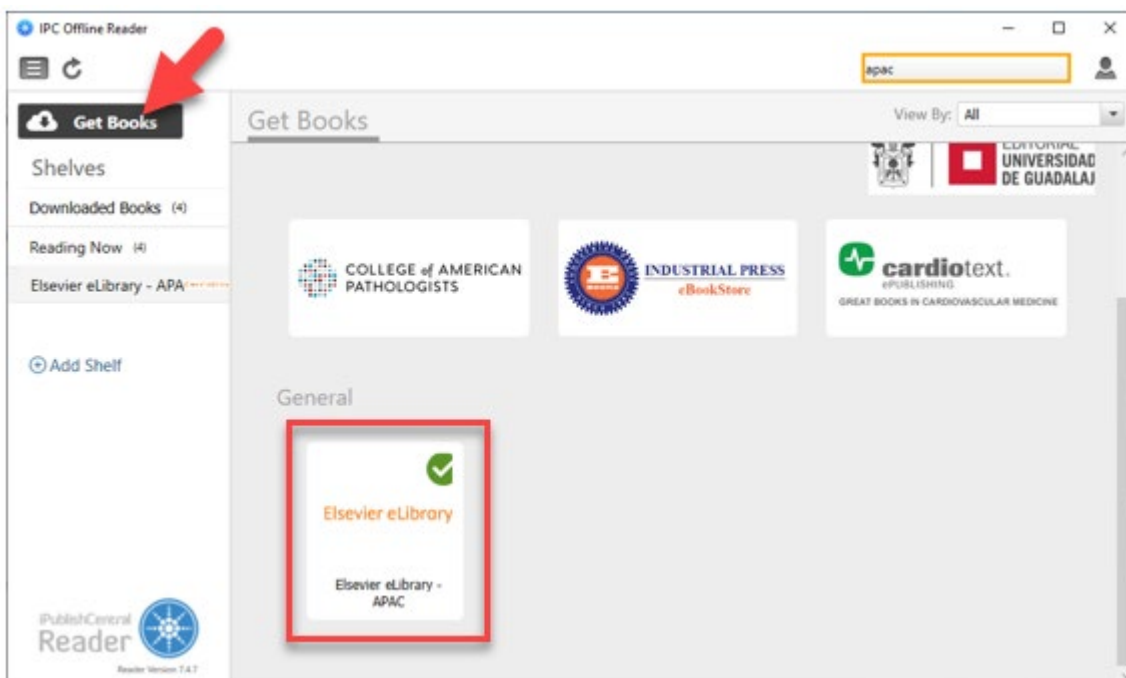 IPC Offline Reader
apac
Get Books
Get Books
View By: All
Shelves
EDITORIAL
UNIVERSIDAD
DE GUADALAJ
Downloaded Books (4)
Reading Now (4)
Elsevier eLibrary - APA
COLLEGE of AMERICAN
PATHOLOGISTS
E
BOOKS
INDUSTRIAL PRESS
eBookStore
cardiotext.
ePUBLISHING
GREAT BOOKS IN CARDIOVASCULAR MEDICINE
Add Shelf
General
Elsevier eLibrary
Elsevier eLibrary -
APAC
iPublishCentral
Reader
Reader Version 7.4.7